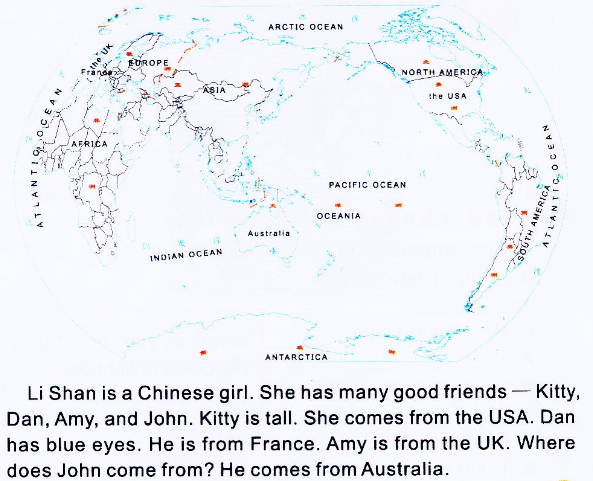 ARCTIC OCEAN
the UK
EUROPE
France
ASIA
NORTH AMERICA
the USA
ATLANTIC OCEAN
AFRICA
PACIFIC OCEAN
OCEANIA
Australia
INDIAN OCEAN
SOUTH AMERICA
ATLANTIC OCEAN
ANTARCTICA
Li Shan is a Chinese girl. She has many good friends — Kitty,
Dan, Amy, and John. Kitty is tall. She comes from the USA. Dan
has blue eyes. He is from France. Amy is from the UK. Where
does John come from? He comes from Australia.